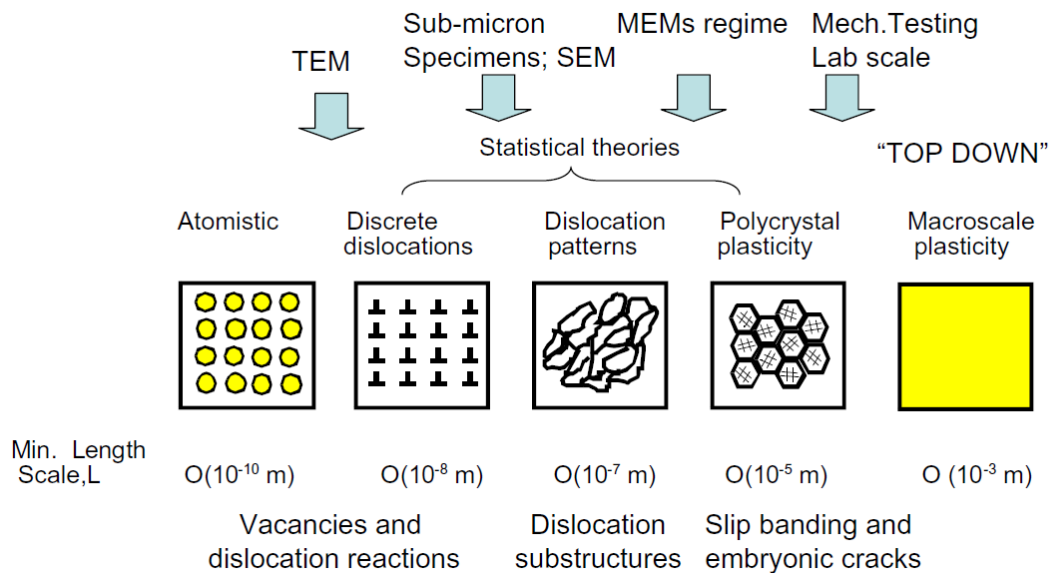 TEM
Sub-micron
Specimens; SEM
MEMs regime
Mech.Testing
Lab scale
Statistical theories
“TOP DOWN”
Atomistic
Discrete
dislocations
Dislocation
patterns
Polycrystal
plasticity
Macroscale
plasticity
Min. Length
Scale,L
O(10⁻¹⁰ m)
O(10⁻⁸ m)
O(10⁻⁷ m)
O(10⁻⁵ m)
O (10⁻³ m)
Vacancies and
dislocation reactions
Dislocation
substructures
Slip banding and
embryonic cracks